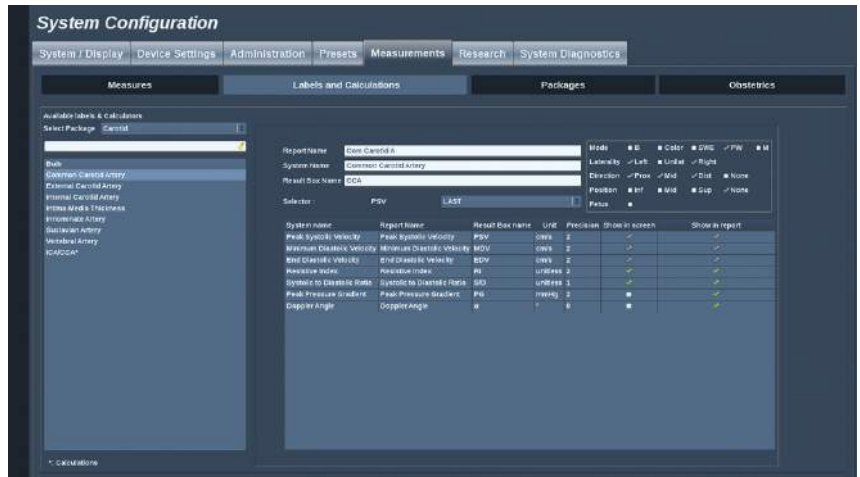 System Configuration
System / Display Device Settings Administration Presets Measurements Research System Diagnostics
Measures Labels and Calculations Packages Obstetrics
Available labels & Calculators
Select Package Carotid
Bulb
Common Carotid Artery
External Carotid Artery
Internal Carotid Artery
Intima Media Thickness
Innominate Artery
Subclavian Artery
Vertebral Artery
ICA/CCA*
*: Calculations
Report Name Com Carotid A
System Name Common Carotid Artery
Result Box Name CCA
Selector : PSV LAST
Mode B Color SWE PW M
Laterality Left Unilat Right
Direction Prox Mid Dist None
Position Inf Mid Sup None
Fetus
System name Report Name Result Box name Unit Precision Show in screen Show in report
Peak Systolic Velocity Peak Systolic Velocity PSV cm/s 2
Minimum Diastolic Velocity Minimum Diastolic Velocity MDV cm/s 2
End Diastolic Velocity End Diastolic Velocity EDV cm/s 2
Resistive Index Resistive Index RI unitless 2
Systolic to Diastolic Ratio Systolic to Diastolic Ratio S/D unitless 1
Peak Pressure Gradient Peak Pressure Gradient PG mmHg 2
Doppler Angle Doppler Angle α ° 0